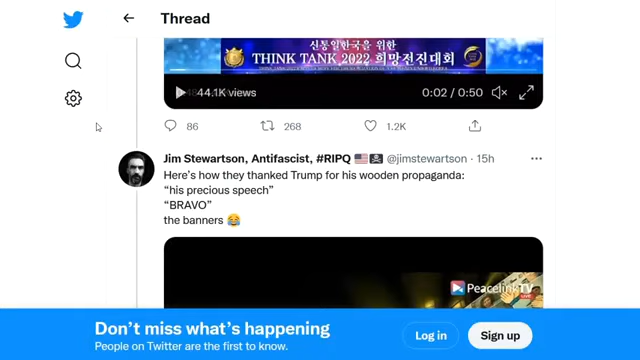 Thread
신통일한국을 위한
THINK TANK 2022 희망전진대회
44.1K views
0:02 / 0:50
86
268
1.2K
Jim Stewartson, Antifascist, #RIPQ 🇺🇸🏴‍☠️ @jimstewartson · 15h
Here's how they thanked Trump for his wooden propaganda:
"his precious speech"
"BRAVO"
the banners 😂
PeacelinkTV
LIVE
Don't miss what's happening
People on Twitter are the first to know.
Log in
Sign up